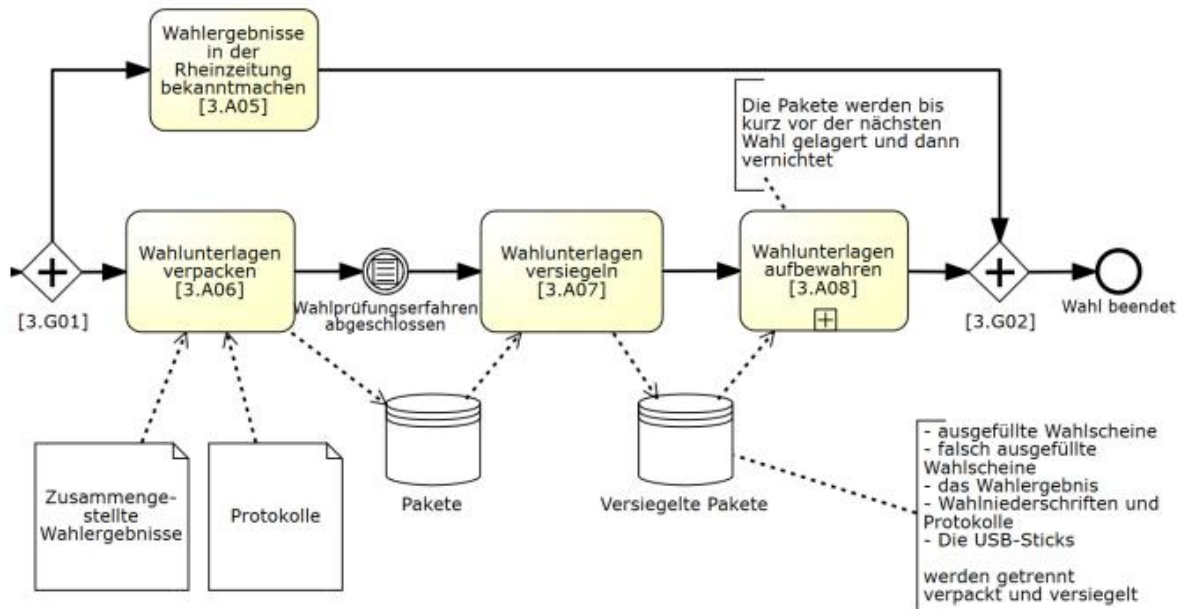 Wahlergebnisse
in der
Rheinzeitung
bekanntmachen
[3.A05]
Die Pakete werden bis
kurz vor der nächsten
Wahl gelagert und dann
vernichtet
[3.G01]
Wahlunterlagen
verpacken
[3.A06]
Wahlprüfungserfahren
abgeschlossen
Wahlunterlagen
versiegeln
[3.A07]
Wahlunterlagen
aufbewahren
[3.A08]
[3.G02]
Wahl beendet
Zusammenge-
stellte
Wahlergebnisse
Protokolle
Pakete
Versiegelte Pakete
- ausgefüllte Wahlscheine
- falsch ausgefüllte
Wahlscheine
- das Wahlergebnis
- Wahlniederschriften und
Protokolle
- Die USB-Sticks
werden getrennt
verpackt und versiegelt